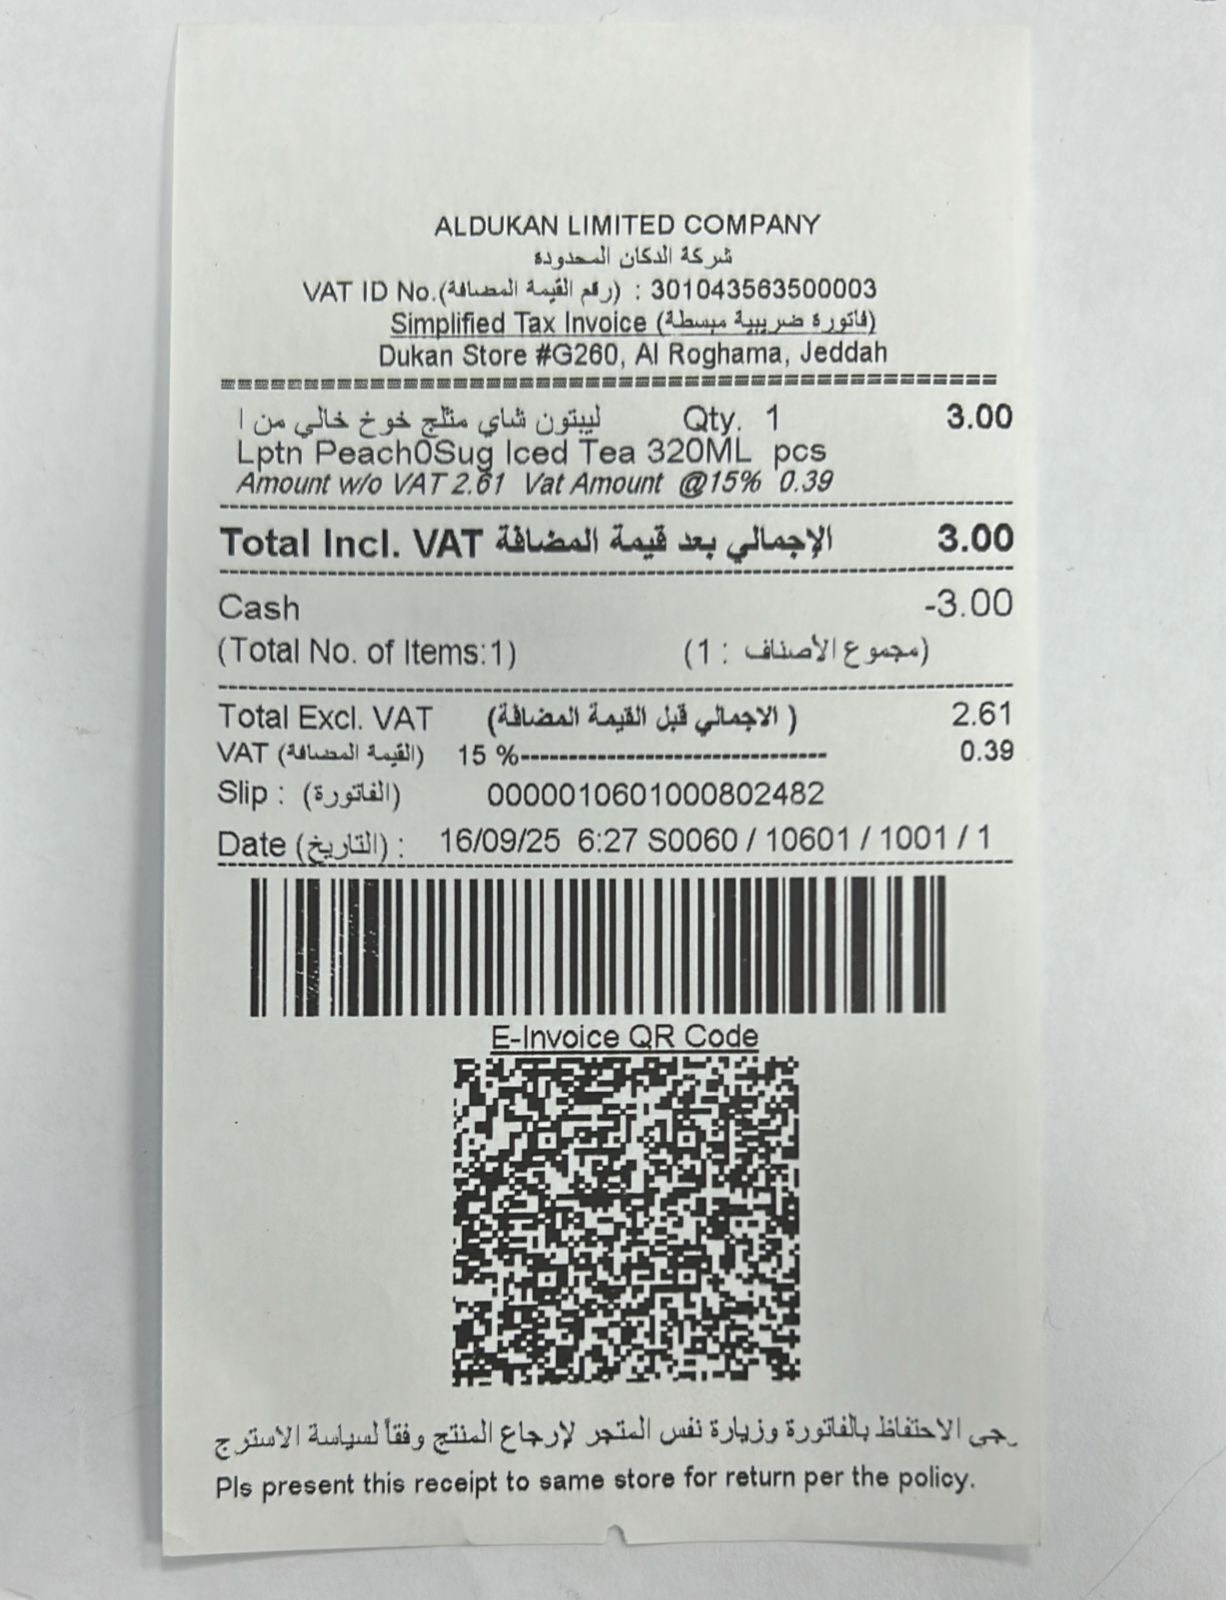 ALDUKAN LIMITED COMPANY
شركة الدكان المحدودة
VAT ID No.(رقم القيمة المضافة) : 301043563500003
Simplified Tax Invoice (فاتورة ضريبية مبسطة)
Dukan Store #G260, Al Roghama, Jeddah
ليبتون شاي مثلج خوخ خالي من ا Qty. 1 3.00
Lptn Peach0Sug Iced Tea 320ML pcs
Amount w/o VAT 2.61 Vat Amount @15% 0.39
Total Incl. VAT الإجمالي بعد قيمة المضافة 3.00
Cash -3.00
(Total No. of Items:1) (مجموع الأصناف : 1)
Total Excl. VAT (الاجمالي قبل القيمة المضافة ) 2.61
VAT (القيمة المضافة) 15 %------------------------------- 0.39
Slip : (الفاتورة) 0000010601000802482
Date (التاريخ) : 16/09/25 6:27 S0060 / 10601 / 1001 / 1
E-Invoice QR Code
رجى الاحتفاظ بالفاتورة وزيارة نفس المتجر لإرجاع المنتج وفقاً لسياسة الاسترج
Pls present this receipt to same store for return per the policy.